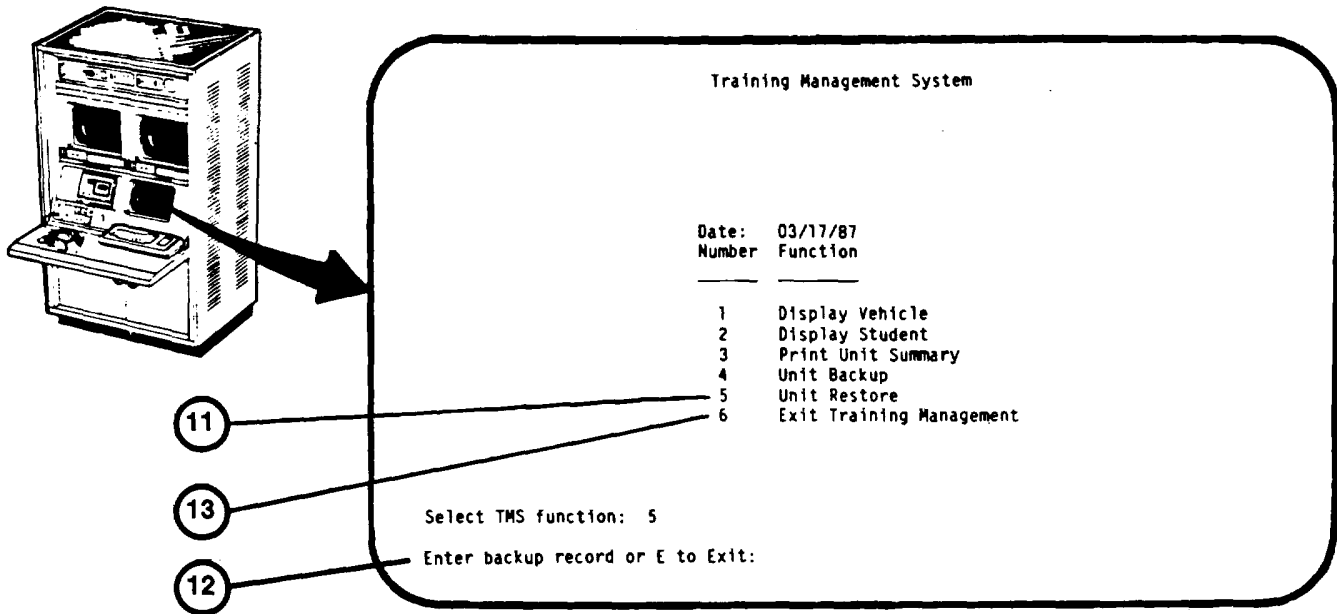 Training Management System
Date: 03/17/87
Number Function
1 Display Vehicle
2 Display Student
3 Print Unit Summary
4 Unit Backup
5 Unit Restore
6 Exit Training Management
11
13
Select TMS function: 5
Enter backup record or E to Exit:
12